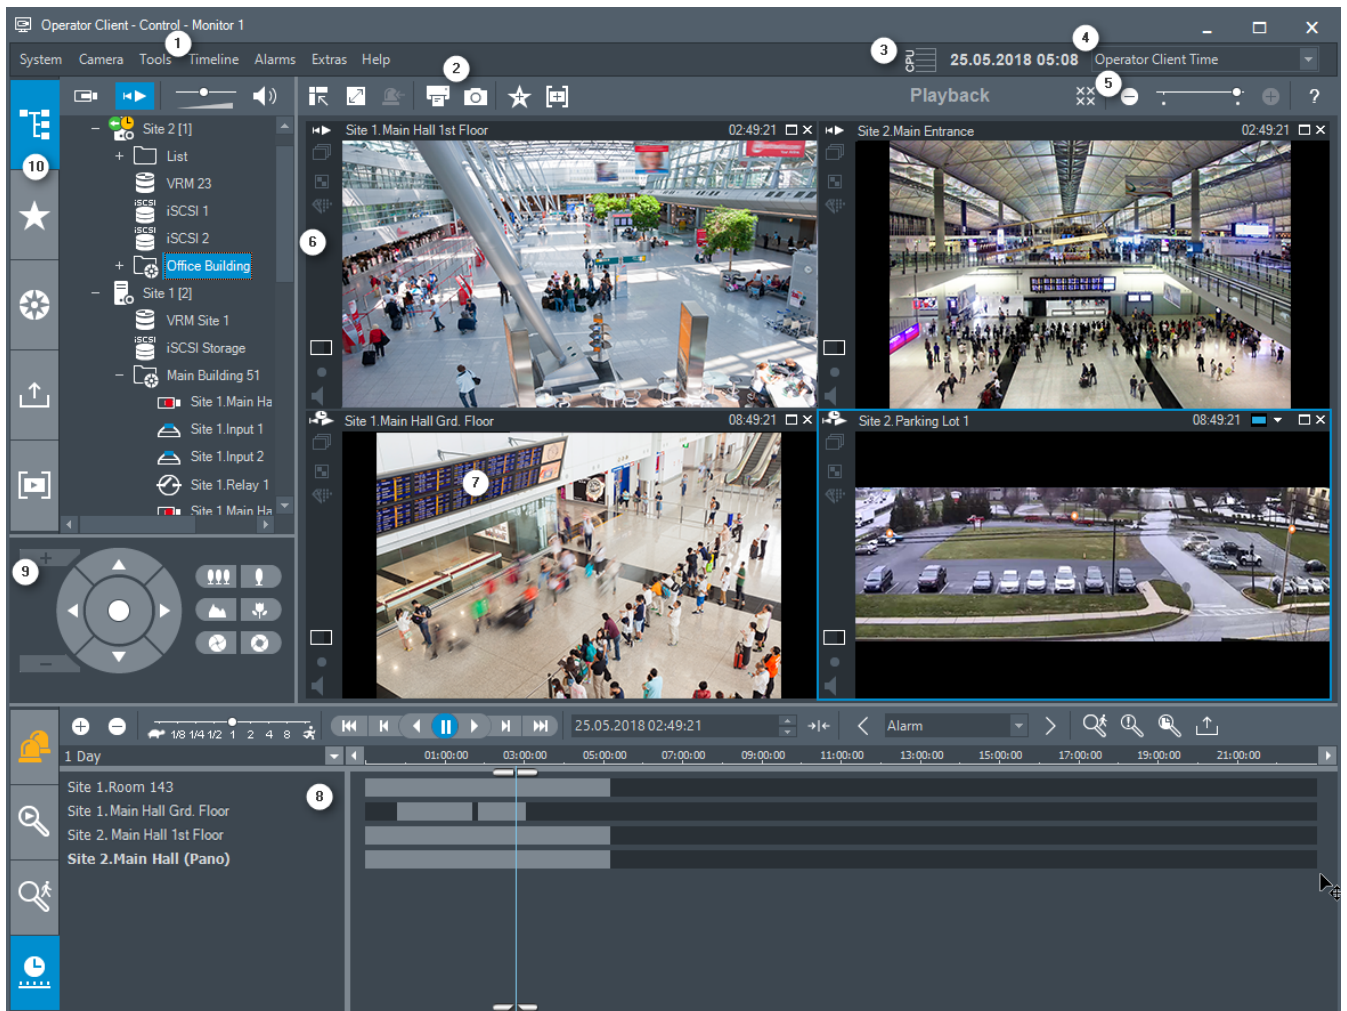 Operator Client - Control - Monitor 1
1
System Camera Tools Timeline Alarms Extras Help
2
3
CPU
25.05.2018 05:08
4
Operator Client Time
5
Playback
?
10
Site 2 [1]
List
VRM 23
iSCSI iSCSI 1
iSCSI iSCSI 2
Office Building
Site 1 [2]
VRM Site 1
iSCSI iSCSI Storage
Main Building 51
Site 1.Main Ha
Site 1.Input 1
Site 1.Input 2
Site 1.Relay 1
Site 1 Main Ha
Site 1.Main Hall 1st Floor 02:49:21
Site 2.Main Entrance 02:49:21
6
Site 1.Main Hall Grd. Floor 08:49:21
Site 2.Parking Lot 1 08:49:21
7
9
1/8 1/4 1/2 1 2 4 8
25.05.2018 02:49:21
Alarm
1 Day
01:00:00 03:00:00 05:00:00 07:00:00 09:00:00 11:00:00 13:00:00 15:00:00 17:00:00 19:00:00 21:00:00
8
Site 1.Room 143
Site 1.Main Hall Grd. Floor
Site 2. Main Hall 1st Floor
Site 2.Main Hall (Pano)